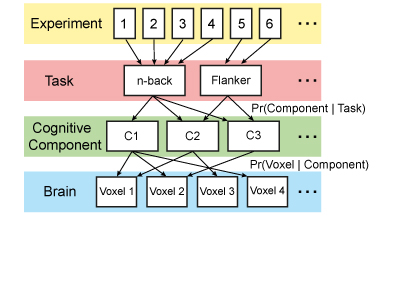 Experiment 1 2 3 4 5 6 ...
Task n-back Flanker ...
Pr(Component | Task)
Cognitive
Component C1 C2 C3 ...
Pr(Voxel | Component)
Brain Voxel 1 Voxel 2 Voxel 3 Voxel 4 ...